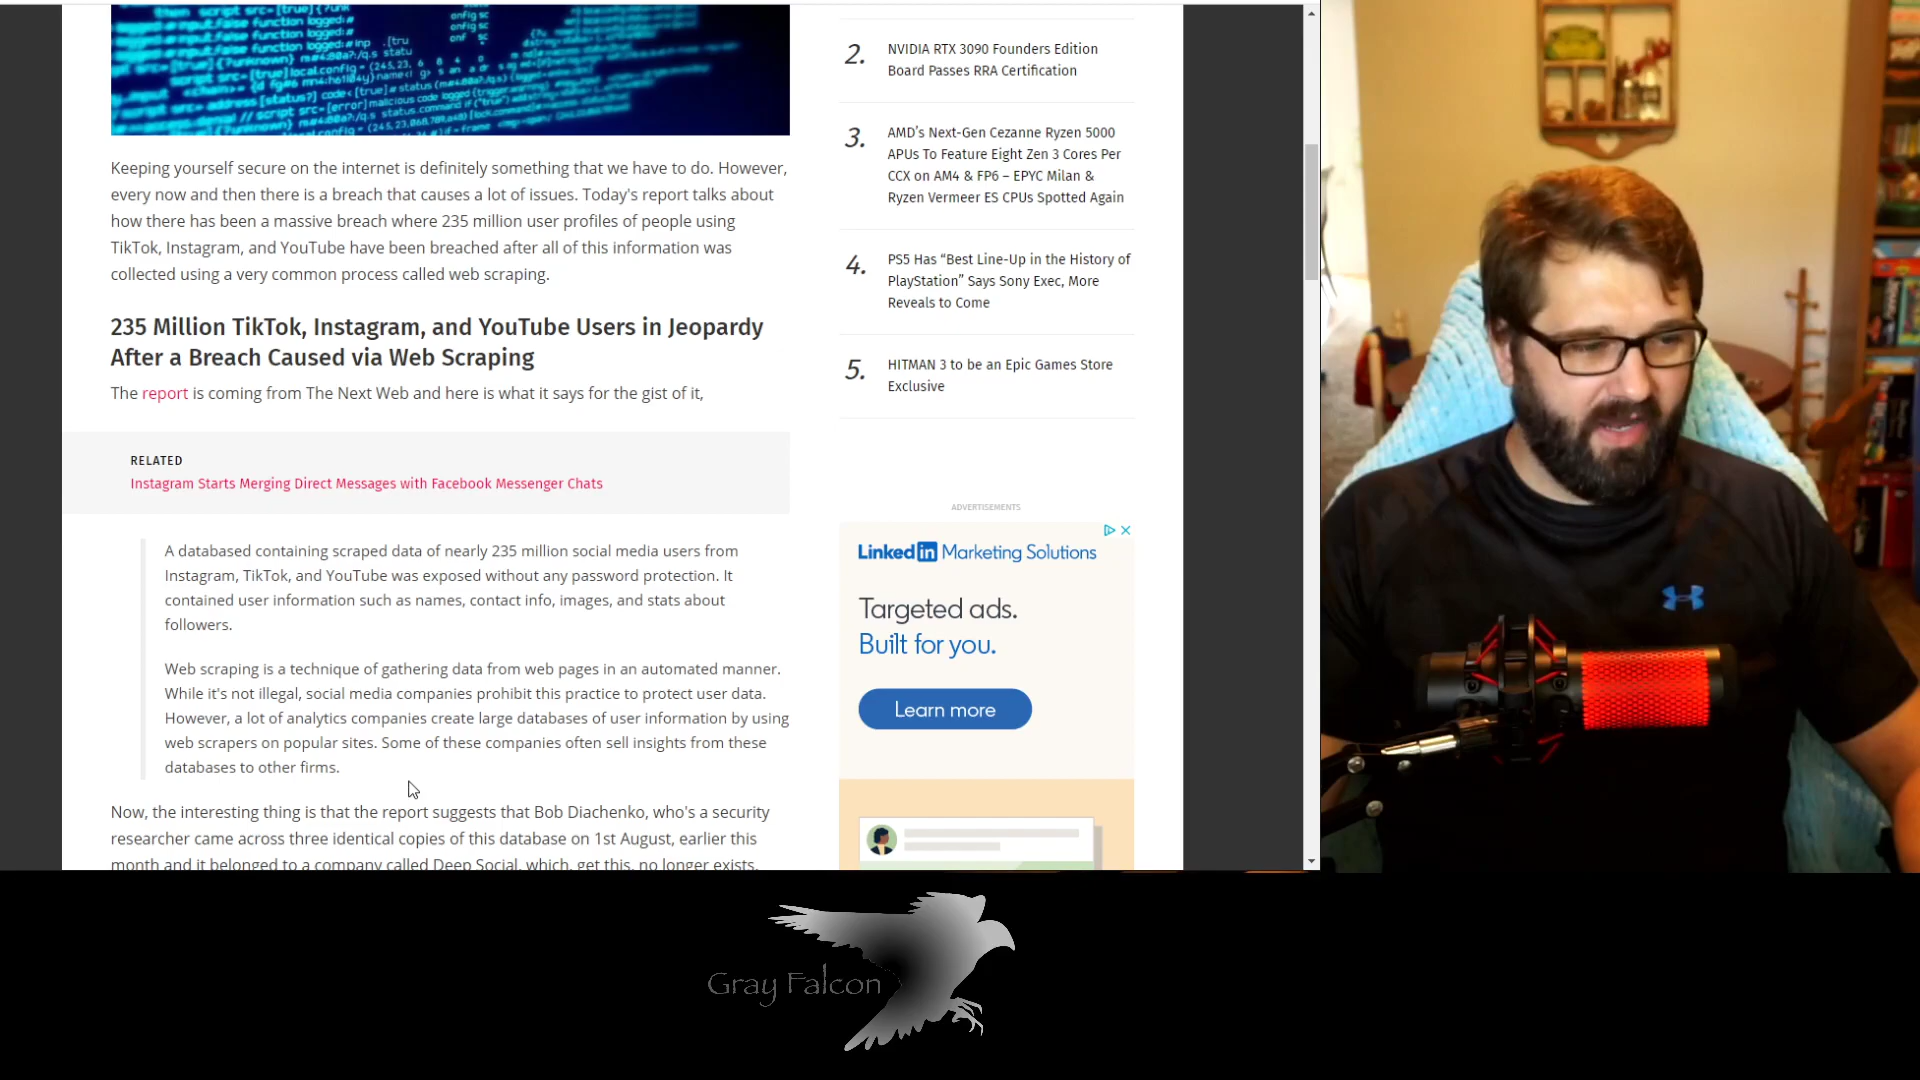 Keeping yourself secure on the internet is definitely something that we have to do. However,
every now and then there is a breach that causes a lot of issues. Today's report talks about
how there has been a massive breach where 235 million user profiles of people using
TikTok, Instagram, and YouTube have been breached after all of this information was
collected using a very common process called web scraping.
235 Million TikTok, Instagram, and YouTube Users in Jeopardy
After a Breach Caused via Web Scraping
The report is coming from The Next Web and here is what it says for the gist of it,
RELATED
Instagram Starts Merging Direct Messages with Facebook Messenger Chats
A databased containing scraped data of nearly 235 million social media users from
Instagram, TikTok, and YouTube was exposed without any password protection. It
contained user information such as names, contact info, images, and stats about
followers.
Web scraping is a technique of gathering data from web pages in an automated manner.
While it's not illegal, social media companies prohibit this practice to protect user data.
However, a lot of analytics companies create large databases of user information by using
web scrapers on popular sites. Some of these companies often sell insights from these
databases to other firms.
Now, the interesting thing is that the report suggests that Bob Diachenko, who's a security
researcher came across three identical copies of this database on 1st August, earlier this
month and it belonged to a company called Deep Social, which, get this, no longer exists.
2.
NVIDIA RTX 3090 Founders Edition
Board Passes RRA Certification
3.
AMD's Next-Gen Cezanne Ryzen 5000
APUs To Feature Eight Zen 3 Cores Per
CCX on AM4 & FP6 – EPYC Milan &
Ryzen Vermeer ES CPUs Spotted Again
4.
PS5 Has “Best Line-Up in the History of
PlayStation” Says Sony Exec, More
Reveals to Come
5.
HITMAN 3 to be an Epic Games Store
Exclusive
ADVERTISEMENTS
Linked in Marketing Solutions
Targeted ads.
Built for you.
Learn more
Gray Falcon